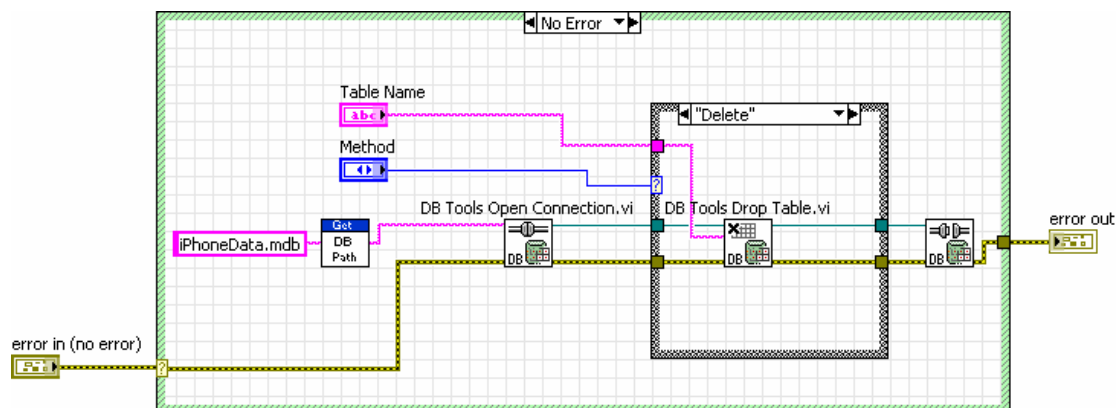 No Error
Table Name
abc
"Delete"
Method
?
DB Tools Open Connection.vi
DB Tools Drop Table.vi
iPhoneData.mdb
Get
DB
Path
DB
DB
DB
error out
error in (no error)
?